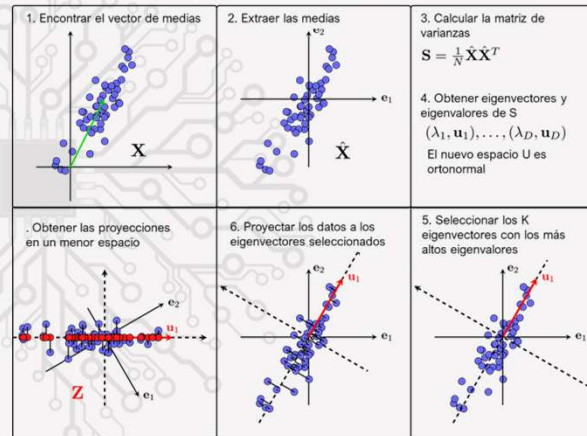 1. Encontrar el vector de medias
X
2. Extraer las medias
e₂
e₁
X̂
3. Calcular la matriz de
varianzas
S = 1/N X̂X̂ᵀ
4. Obtener eigenvectores y
eigenvalores de S
(λ₁, u₁), . . . , (λD, uD)
El nuevo espacio U es
ortonormal
. Obtener las proyecciones
en un menor espacio
e₂
u₁
Z
e₁
6. Proyectar los datos a los
eigenvectores seleccionados
e₂
u₁
e₁
5. Seleccionar los K
eigenvectores con los más
altos eigenvalores
e₂
u₁
e₁